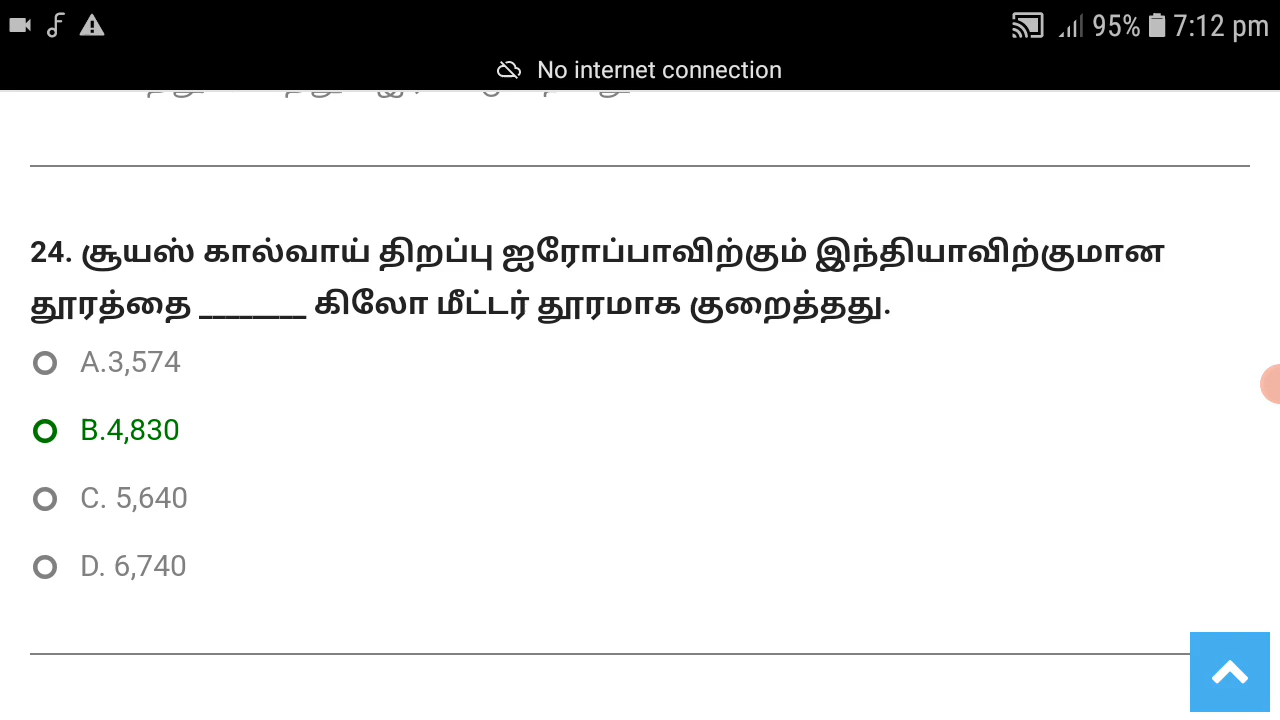 95% 7:12 pm
No internet connection
24. சூயஸ் கால்வாய் திறப்பு ஐரோப்பாவிற்கும் இந்தியாவிற்குமான
தூரத்தை ________ கிலோ மீட்டர் தூரமாக குறைத்தது.
A.3,574
B.4,830
C. 5,640
D. 6,740